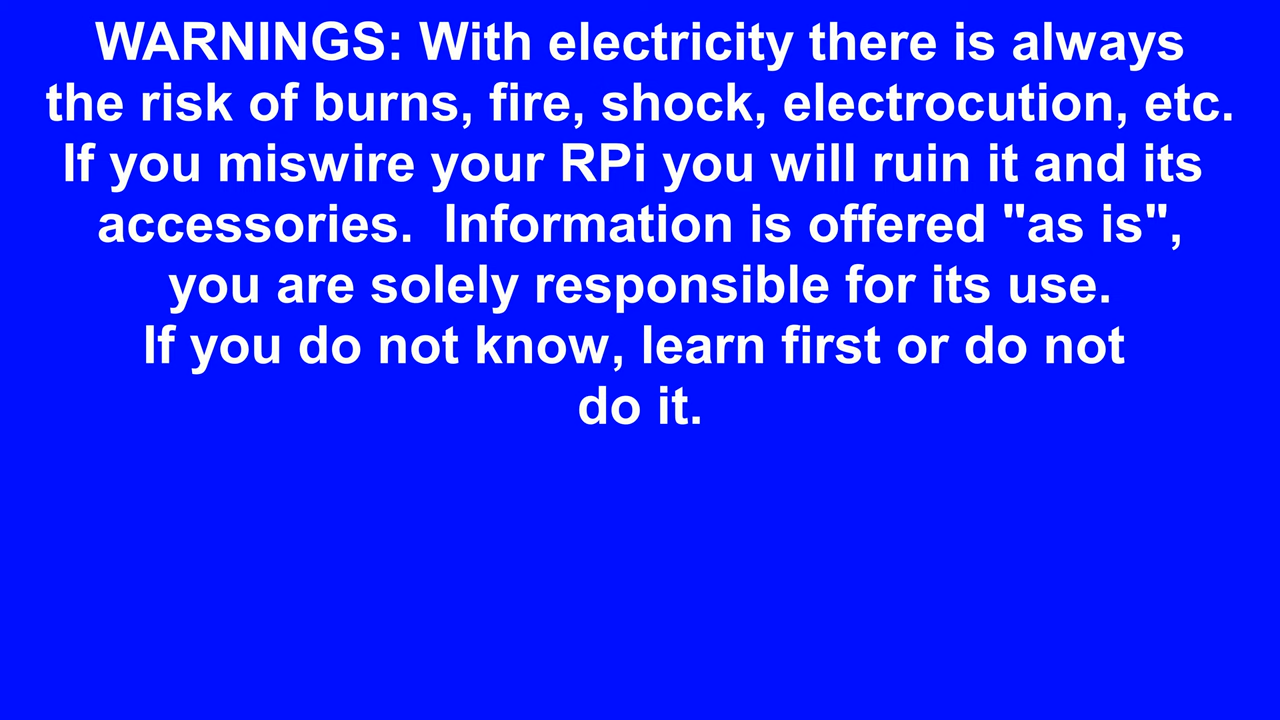 WARNINGS: With electricity there is always
the risk of burns, fire, shock, electrocution, etc.
If you miswire your RPi you will ruin it and its
accessories.  Information is offered "as is",
you are solely responsible for its use.
If you do not know, learn first or do not
do it.